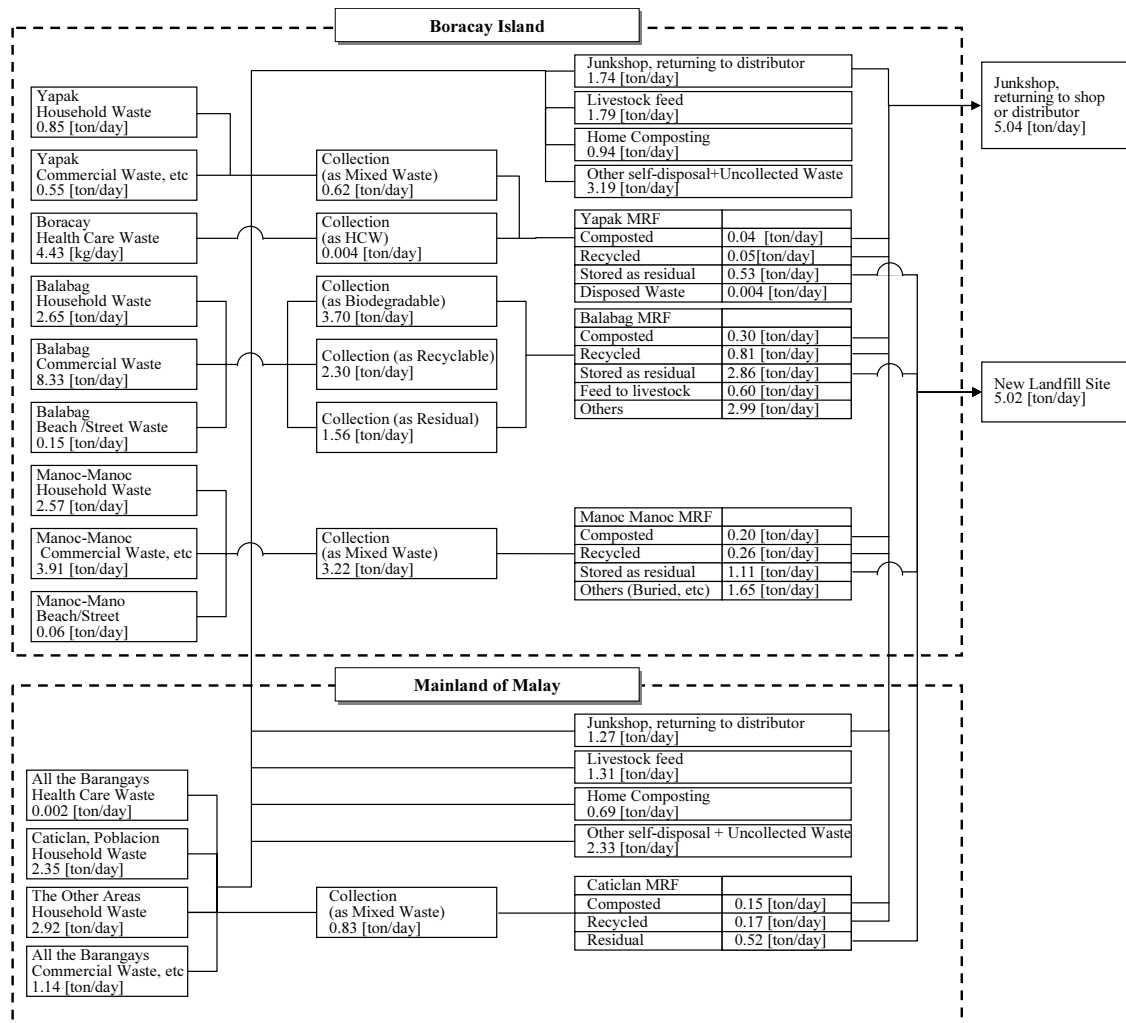 Boracay Island
Yapak
Household Waste
0.85 [ton/day]
Yapak
Commercial Waste, etc
0.55 [ton/day]
Boracay
Health Care Waste
4.43 [kg/day]
Balabag
Household Waste
2.65 [ton/day]
Balabag
Commercial Waste
8.33 [ton/day]
Balabag
Beach /Street Waste
0.15 [ton/day]
Manoc-Manoc
Household Waste
2.57 [ton/day]
Manoc-Manoc
Commercial Waste, etc
3.91 [ton/day]
Manoc-Mano
Beach/Street
0.06 [ton/day]
Collection
(as Mixed Waste)
0.62 [ton/day]
Collection
(as HCW)
0.004 [ton/day]
Collection
(as Biodegradable)
3.70 [ton/day]
Collection (as Recyclable)
2.30 [ton/day]
Collection (as Residual)
1.56 [ton/day]
Collection
(as Mixed Waste)
3.22 [ton/day]
Junkshop, returning to distributor
1.74 [ton/day]
Livestock feed
1.79 [ton/day]
Home Composting
0.94 [ton/day]
Other self-disposal+Uncollected Waste
3.19 [ton/day]
Yapak MRF
Composted 0.04 [ton/day]
Recycled 0.05[ton/day]
Stored as residual 0.53 [ton/day]
Disposed Waste 0.004 [ton/day]
Balabag MRF
Composted 0.30 [ton/day]
Recycled 0.81 [ton/day]
Stored as residual 2.86 [ton/day]
Feed to livestock 0.60 [ton/day]
Others 2.99 [ton/day]
Manoc Manoc MRF
Composted 0.20 [ton/day]
Recycled 0.26 [ton/day]
Stored as residual 1.11 [ton/day]
Others (Buried, etc) 1.65 [ton/day]
Junkshop,
returning to shop
or distributor
5.04 [ton/day]
New Landfill Site
5.02 [ton/day]
Mainland of Malay
All the Barangays
Health Care Waste
0.002 [ton/day]
Caticlan, Poblacion
Household Waste
2.35 [ton/day]
The Other Areas
Household Waste
2.92 [ton/day]
All the Barangays
Commercial Waste, etc
1.14 [ton/day]
Collection
(as Mixed Waste)
0.83 [ton/day]
Junkshop, returning to distributor
1.27 [ton/day]
Livestock feed
1.31 [ton/day]
Home Composting
0.69 [ton/day]
Other self-disposal + Uncollected Waste
2.33 [ton/day]
Caticlan MRF
Composted 0.15 [ton/day]
Recycled 0.17 [ton/day]
Residual 0.52 [ton/day]